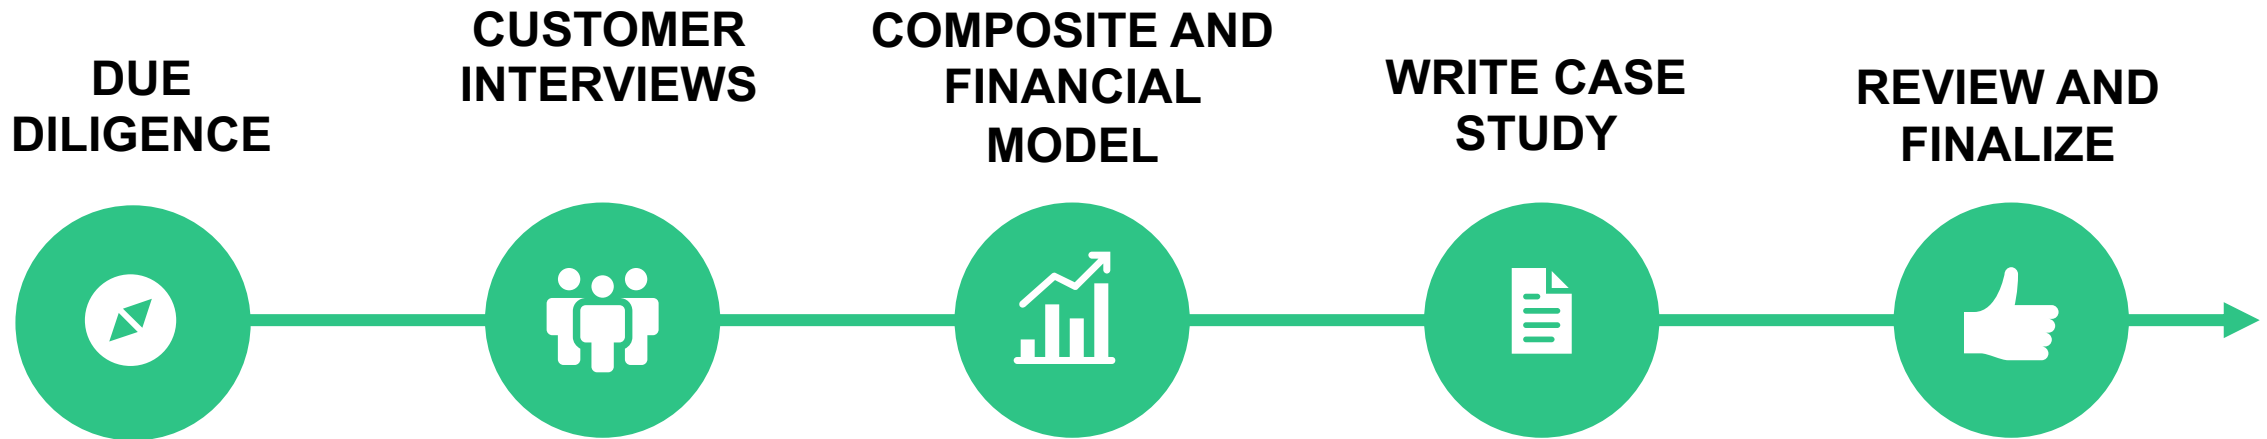 DUE
DILIGENCE
CUSTOMER
INTERVIEWS
COMPOSITE AND
FINANCIAL
MODEL
WRITE CASE
STUDY
REVIEW AND
FINALIZE